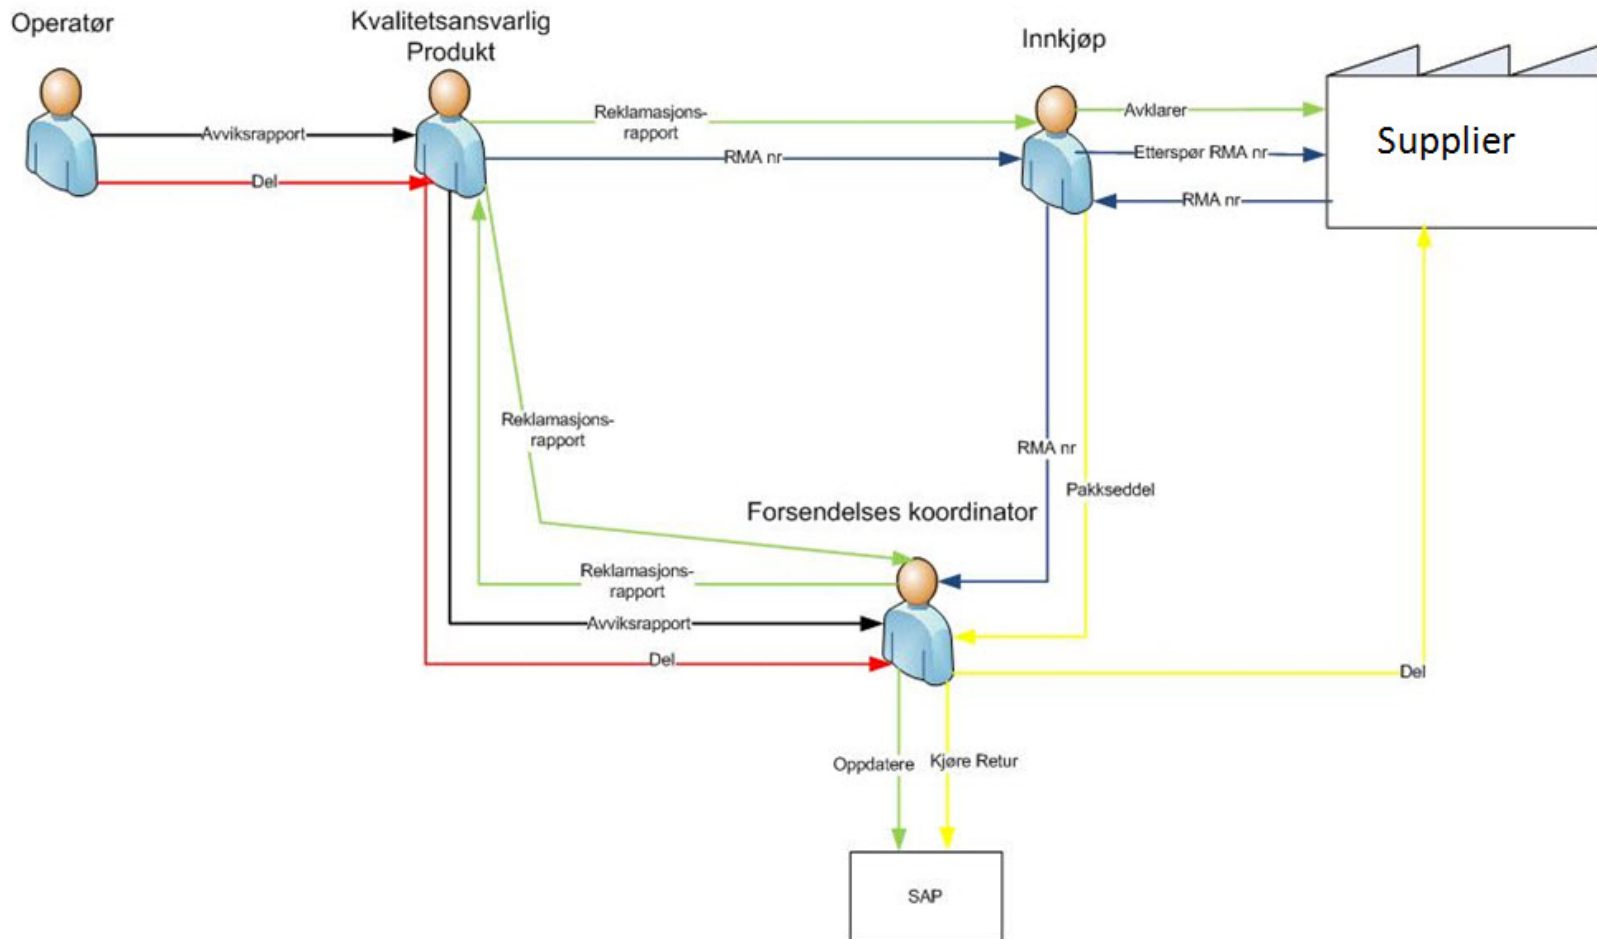 Operatør
Kvalitetsansvarlig
Produkt
Innkjøp
Reklamasjons-
rapport
Avklarer
Avviksrapport
RMA nr
Etterspør RMA nr
Supplier
Del
RMA nr
Reklamasjons-
rapport
RMA nr
Pakkseddel
Forsendelses koordinator
Reklamasjons-
rapport
Avviksrapport
Del
Del
Oppdatere
Kjøre Retur
SAP